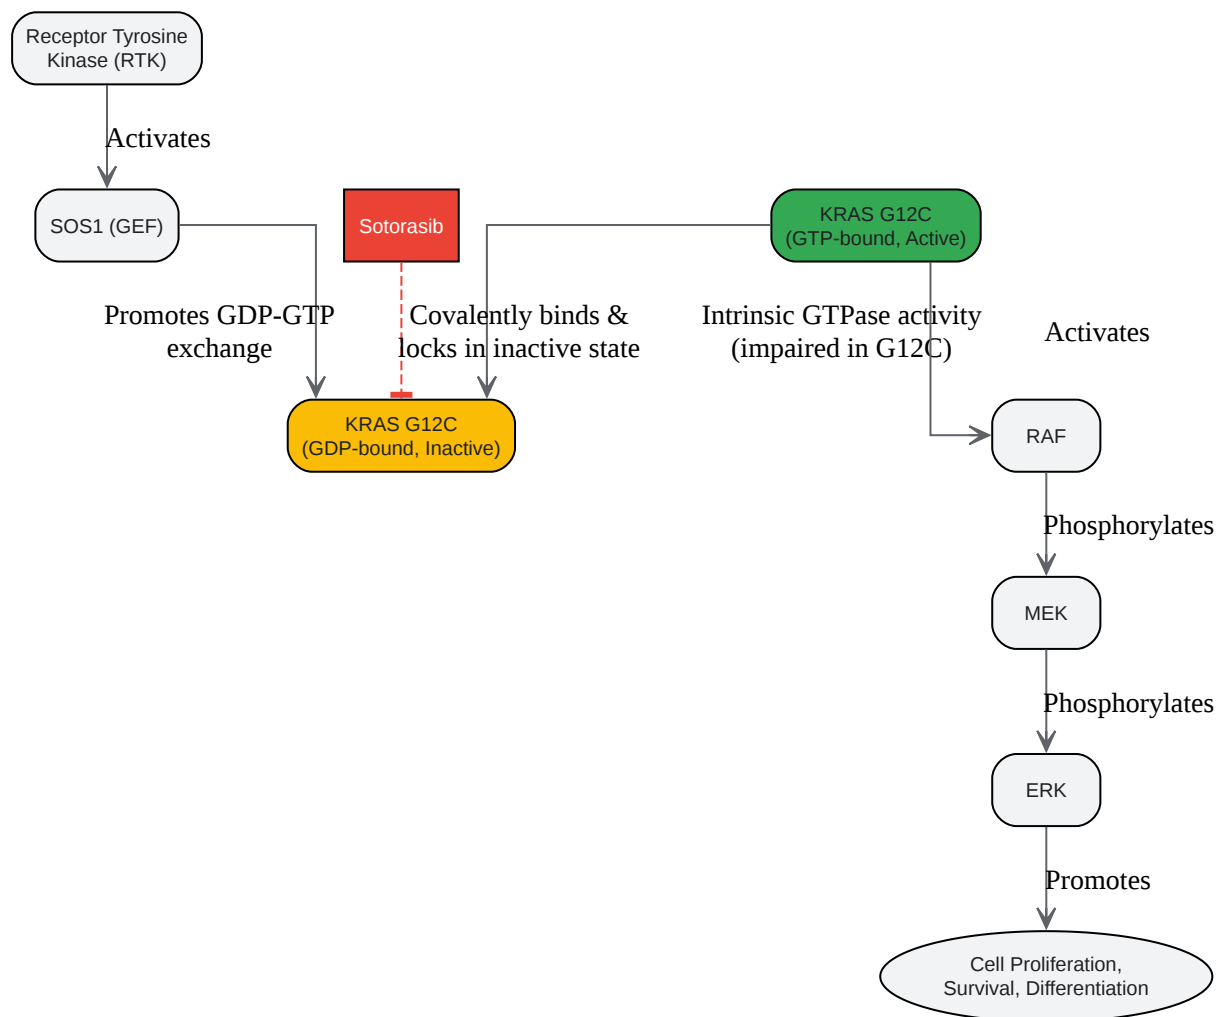 Receptor Tyrosine
Kinase (RTK)
Activates
SOS1 (GEF)
Sotorasib
KRAS G12C
(GTP-bound, Active)
Promotes GDP-GTP
exchange
Covalently binds &
locks in inactive state
Intrinsic GTPase activity
(impaired in G12C)
Activates
KRAS G12C
(GDP-bound, Inactive)
RAF
Phosphorylates
MEK
Phosphorylates
ERK
Promotes
Cell Proliferation,
Survival, Differentiation